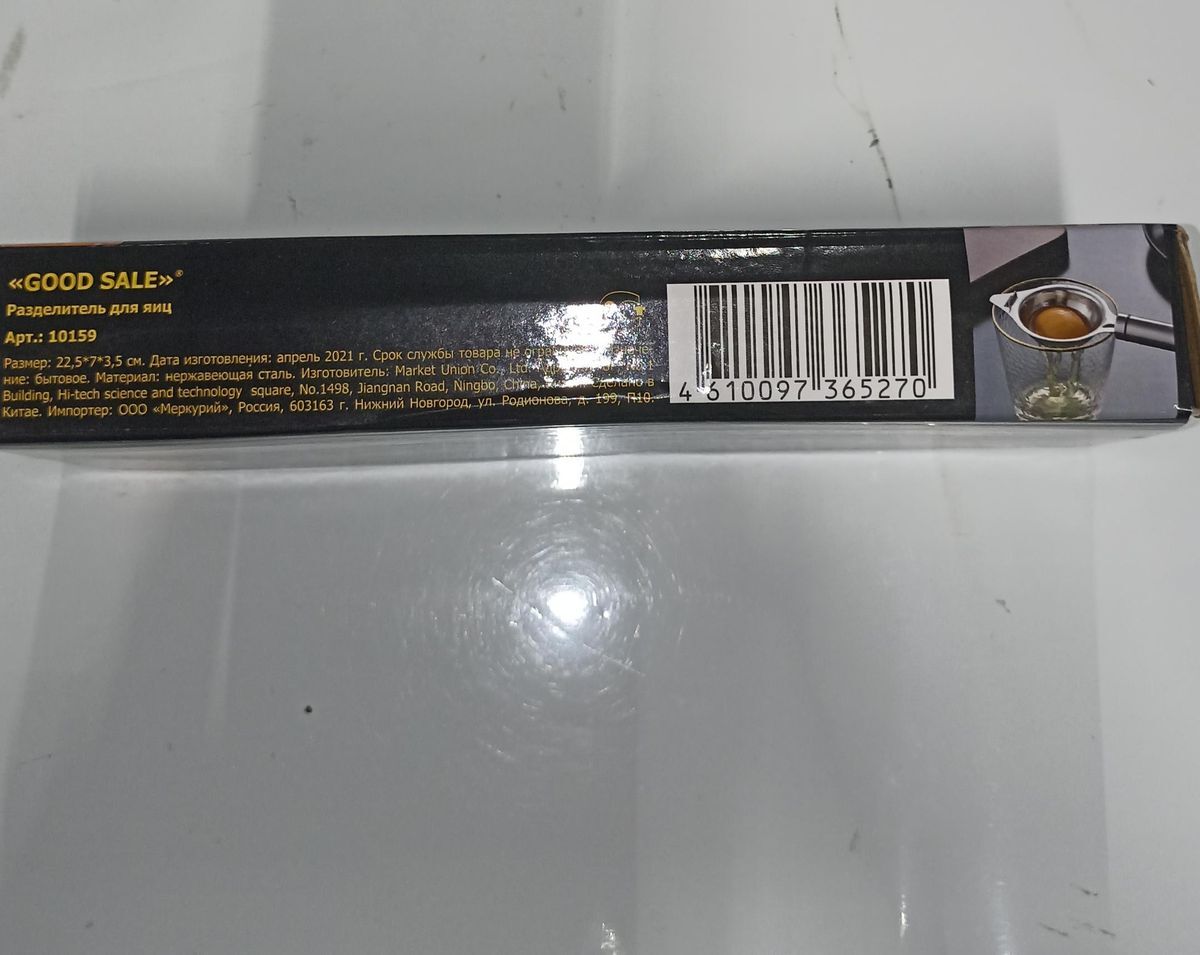 «GOOD SALE»®
Разделитель для яиц
Арт.: 10159
Размер: 22,5*7*3,5 см. Дата изготовления: апрель 2021 г. Срок службы товара не
ние: бытовое. Материал: нержавеющая сталь. Изготовитель: Market Union Co., Ltd.
Building, Hi-tech science and technology square, No.1498, Jiangnan Road, Ningbo, China,
Китае. Импортер: ООО «Меркурий», Россия, 603163 г. Нижний Новгород, ул. Родионова, д. 199, П10.
4 610097 365270